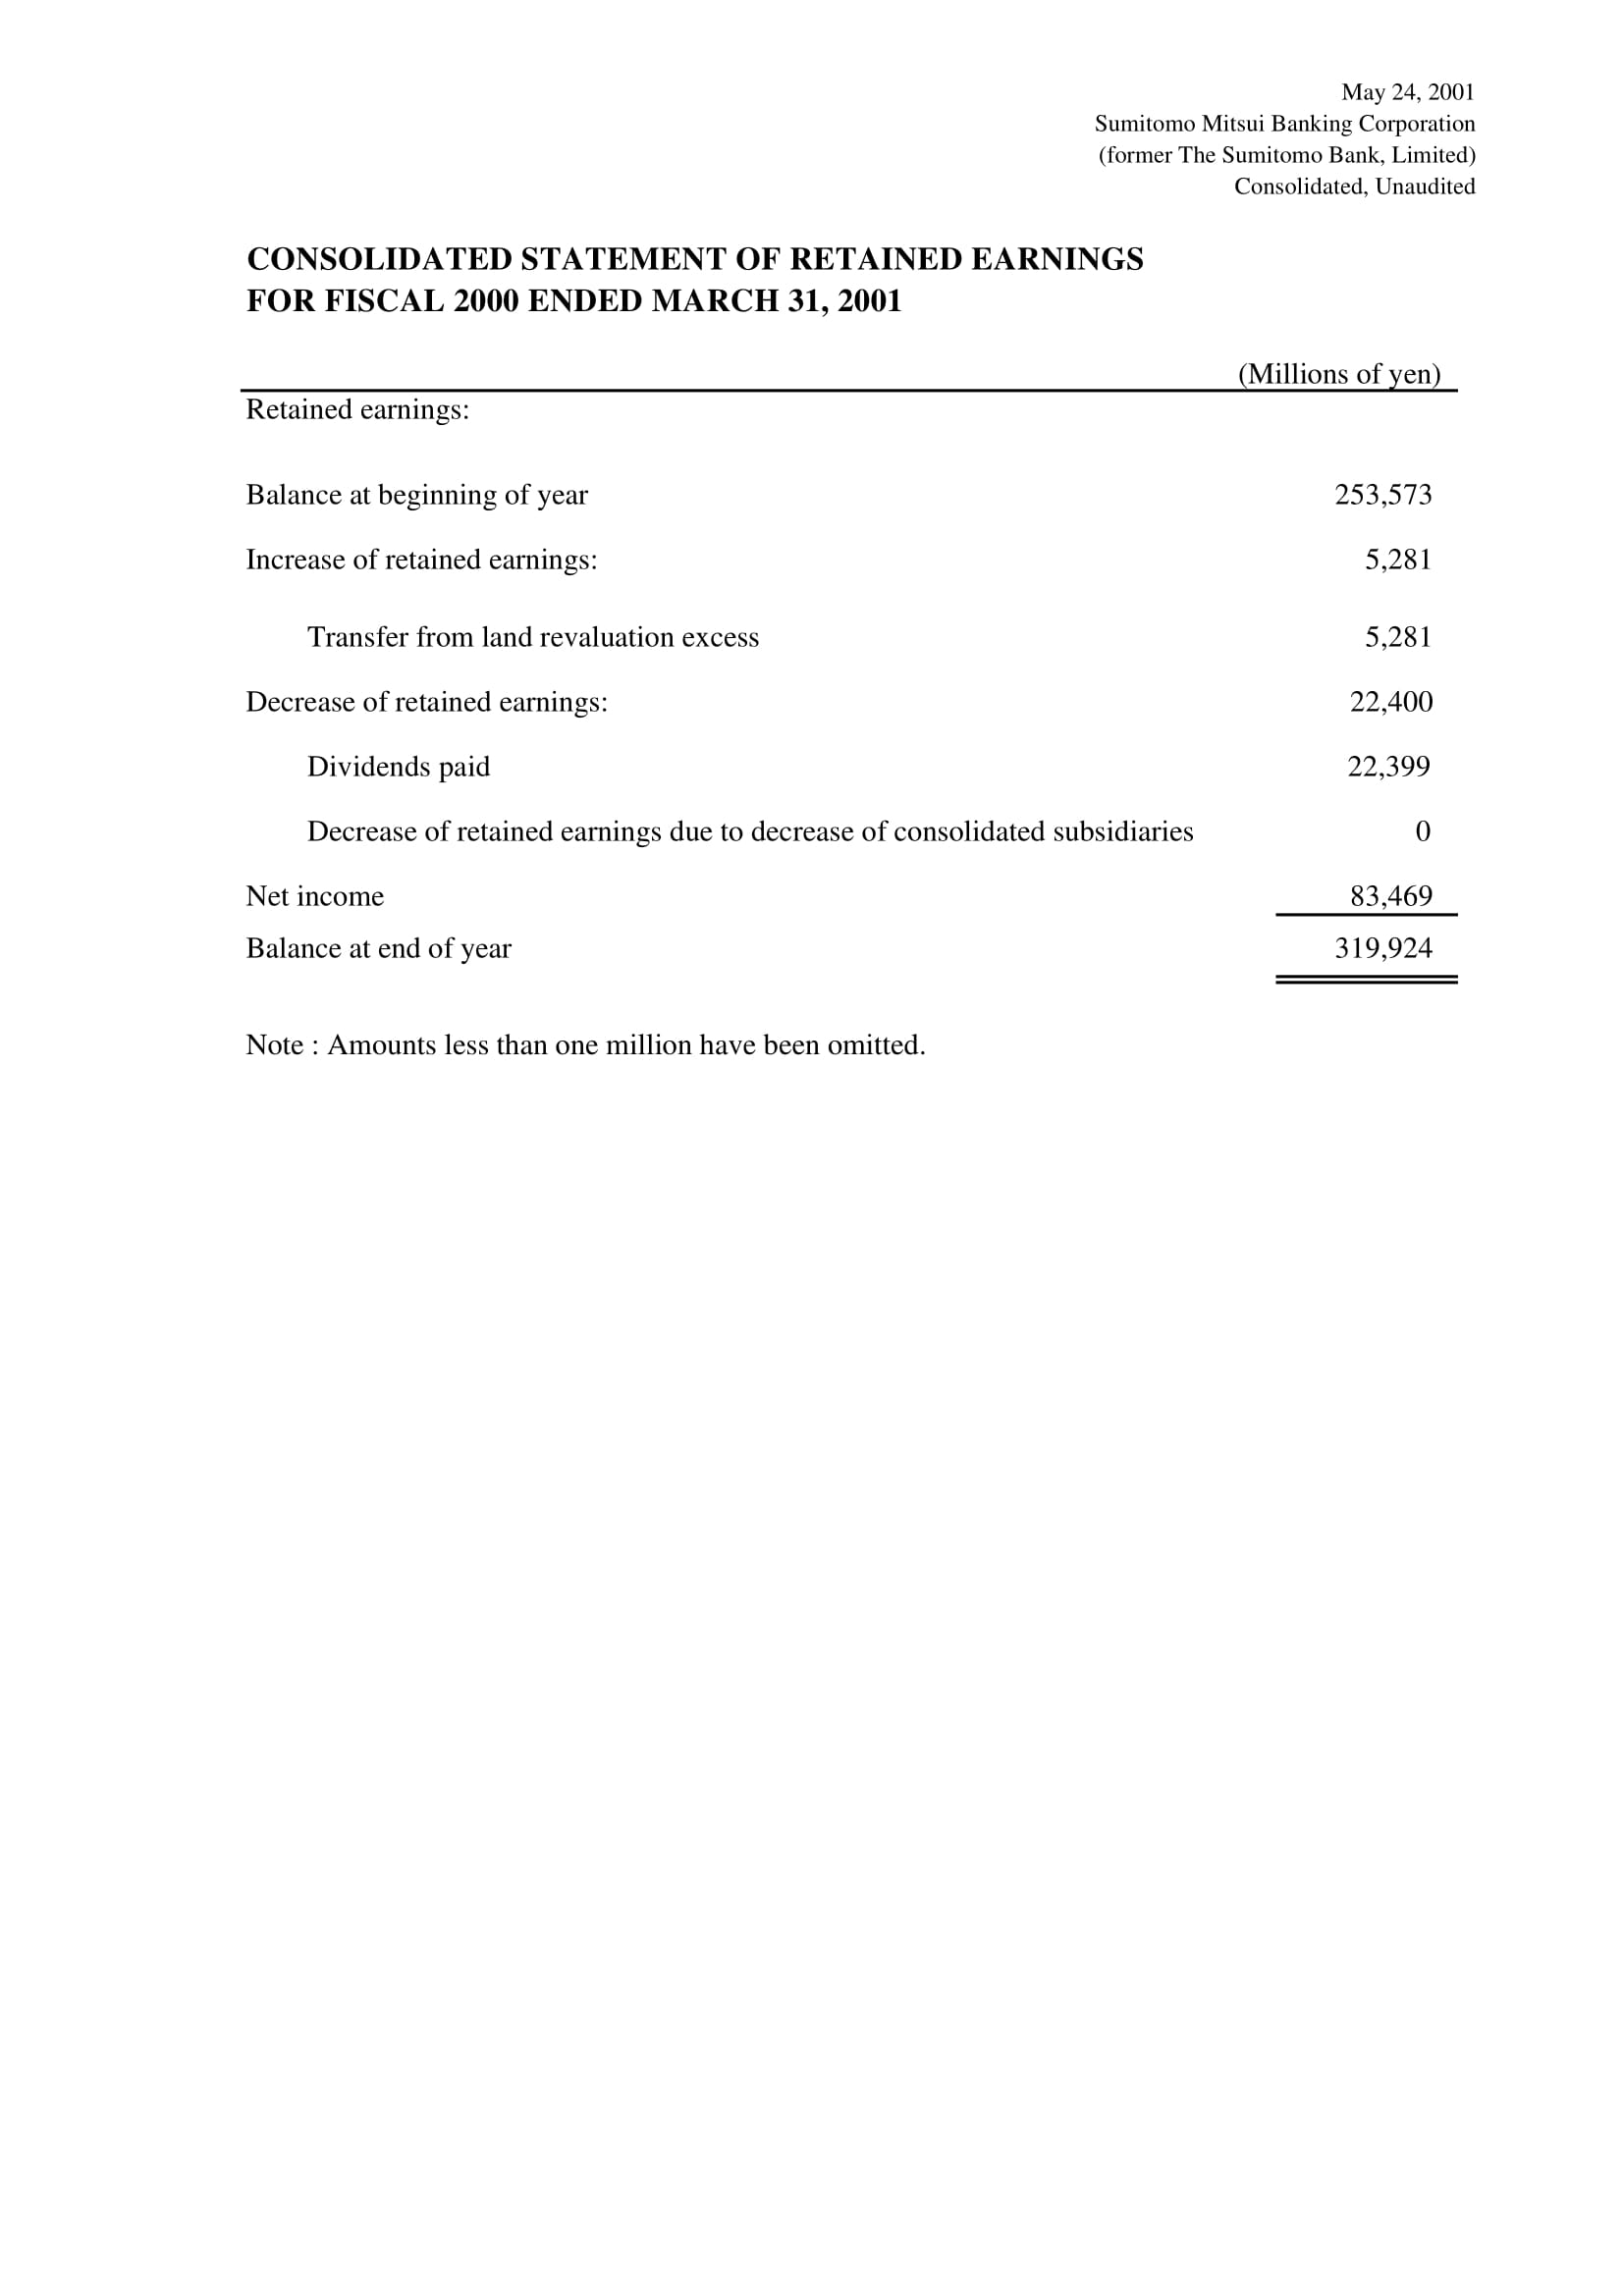 May 24, 2001
Sumitomo Mitsui Banking Corporation
(former The Sumitomo Bank, Limited)
Consolidated, Unaudited
CONSOLIDATED STATEMENT OF RETAINED EARNINGS
FOR FISCAL 2000 ENDED MARCH 31, 2001
(Millions of yen)
Retained earnings:
Balance at beginning of year 253,573
Increase of retained earnings: 5,281
Transfer from land revaluation excess 5,281
Decrease of retained earnings: 22,400
Dividends paid 22,399
Decrease of retained earnings due to decrease of consolidated subsidiaries 0
Net income 83,469
Balance at end of year 319,924
Note : Amounts less than one million have been omitted.